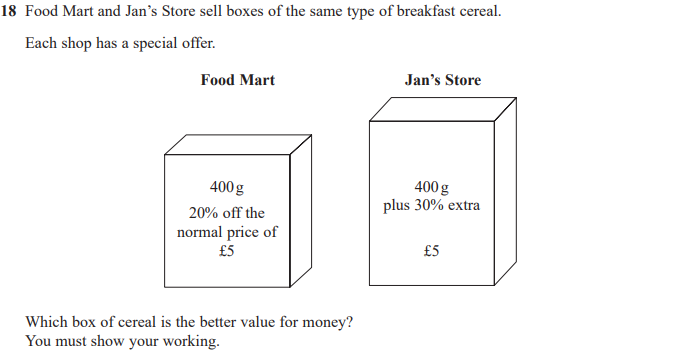 18 Food Mart and Jan’s Store sell boxes of the same type of breakfast cereal.
Each shop has a special offer.
Food Mart
Jan’s Store
400 g
20% off the
normal price of
£5
400 g
plus 30% extra
£5
Which box of cereal is the better value for money?
You must show your working.